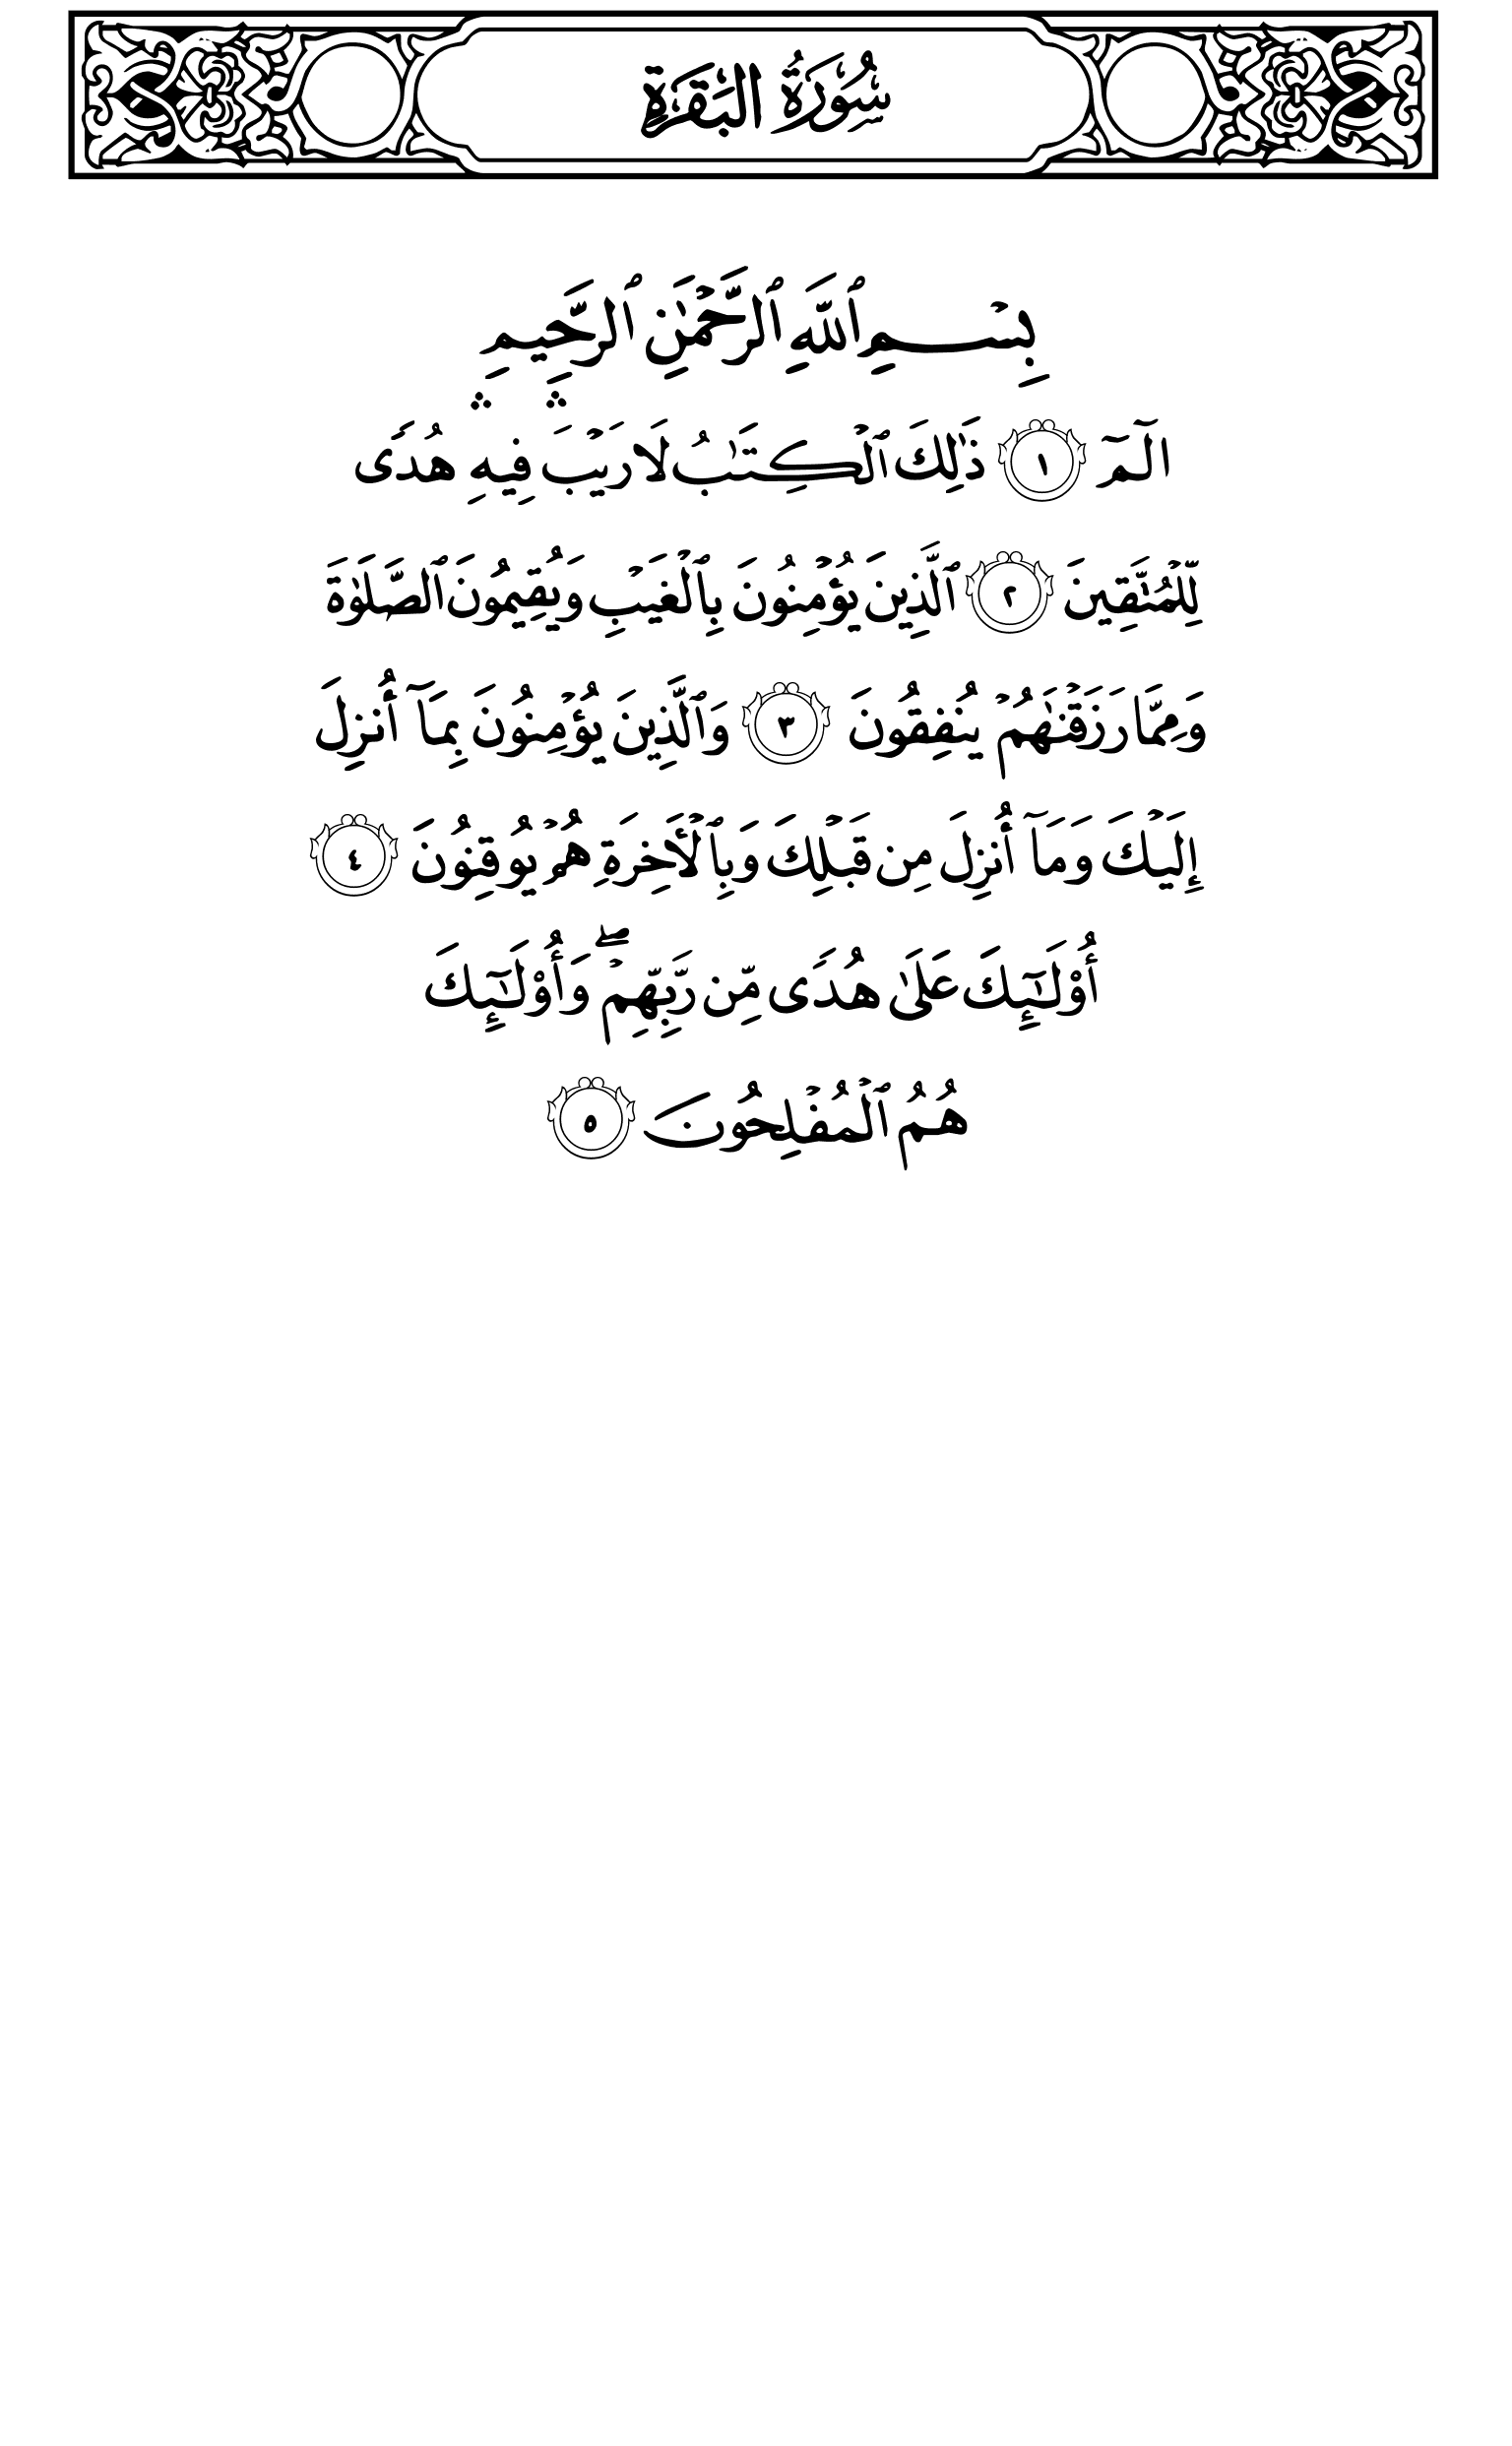 سُورَةُ البَقَرَةِ
بِسْمِ ٱللَّهِ ٱلرَّحْمَٰنِ ٱلرَّحِيمِ
الٓمٓ ١ ذَٰلِكَ ٱلْكِتَٰبُ لَا رَيْبَ ۛ فِيهِ ۛ هُدًى
لِّلْمُتَّقِينَ ٢ ٱلَّذِينَ يُؤْمِنُونَ بِٱلْغَيْبِ وَيُقِيمُونَ ٱلصَّلَوٰةَ
وَمِمَّا رَزَقْنَٰهُمْ يُنفِقُونَ ٣ وَٱلَّذِينَ يُؤْمِنُونَ بِمَآ أُنزِلَ
إِلَيْكَ وَمَآ أُنزِلَ مِن قَبْلِكَ وَبِٱلْءَاخِرَةِ هُمْ يُوقِنُونَ ٤
أُو۟لَٰٓئِكَ عَلَىٰ هُدًى مِّن رَّبِّهِمْ ۖ وَأُو۟لَٰٓئِكَ
هُمُ ٱلْمُفْلِحُونَ ٥